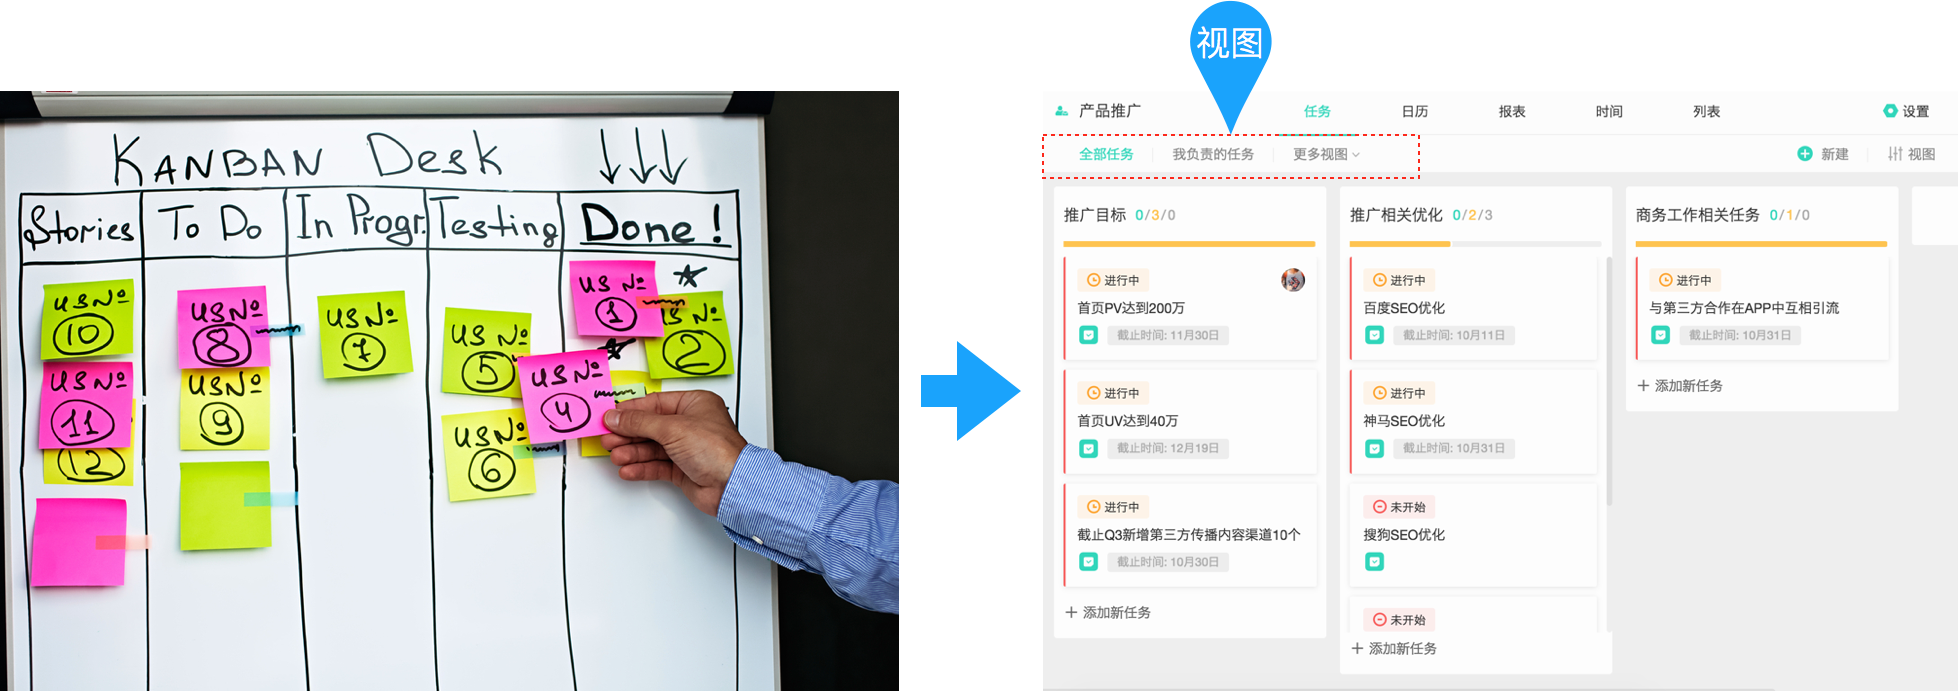 视图
KANBAN Desk
Stories
To Do
In Progr.
Testing
Done!
US Nº
10
US Nº
11
12
US Nº
8
US Nº
9
US Nº
7
US Nº
5
US Nº
6
US Nº
4
US Nº
1
US Nº
2
产品推广
任务
日历
报表
时间
列表
设置
全部任务
我负责的任务
更多视图
新建
视图
推广目标 0/3/0
进行中
首页PV达到200万
截止时间: 11月30日
进行中
首页UV达到40万
截止时间: 12月19日
进行中
截止Q3新增第三方传播内容渠道10个
截止时间: 10月30日
+ 添加新任务
推广相关优化 0/2/3
进行中
百度SEO优化
截止时间: 10月11日
进行中
神马SEO优化
截止时间: 10月31日
未开始
搜狗SEO优化
未开始
+ 添加新任务
商务工作相关任务 0/1/0
进行中
与第三方合作在APP中互相引流
截止时间: 10月31日
+ 添加新任务